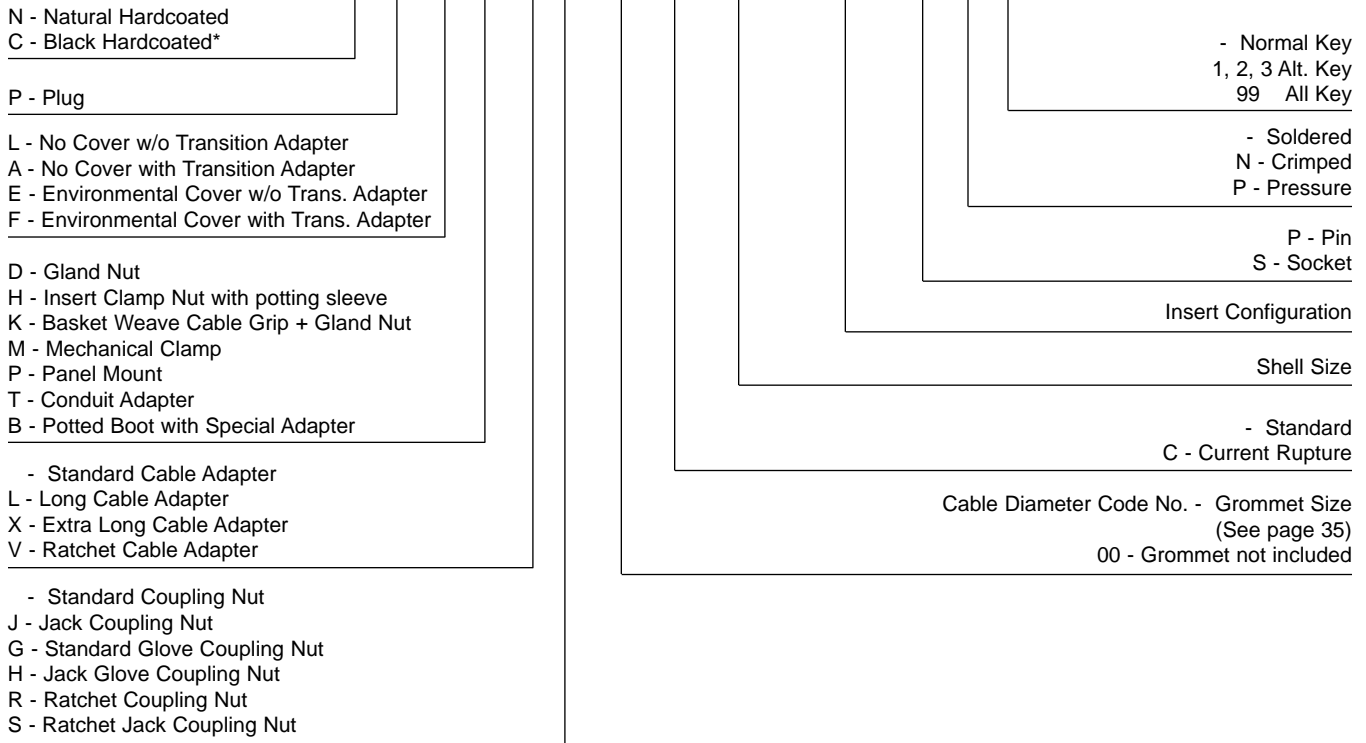 N - Natural Hardcoated
C - Black Hardcoated*
P - Plug
L - No Cover w/o Transition Adapter
A - No Cover with Transition Adapter
E - Environmental Cover w/o Trans. Adapter
F - Environmental Cover with Trans. Adapter
D - Gland Nut
H - Insert Clamp Nut with potting sleeve
K - Basket Weave Cable Grip + Gland Nut
M - Mechanical Clamp
P - Panel Mount
T - Conduit Adapter
B - Potted Boot with Special Adapter
- Standard Cable Adapter
L - Long Cable Adapter
X - Extra Long Cable Adapter
V - Ratchet Cable Adapter
- Standard Coupling Nut
J - Jack Coupling Nut
G - Standard Glove Coupling Nut
H - Jack Glove Coupling Nut
R - Ratchet Coupling Nut
S - Ratchet Jack Coupling Nut
- Normal Key
1, 2, 3 Alt. Key
99 All Key
- Soldered
N - Crimped
P - Pressure
P - Pin
S - Socket
Insert Configuration
Shell Size
- Standard
C - Current Rupture
Cable Diameter Code No. - Grommet Size
(See page 35)
00 - Grommet not included